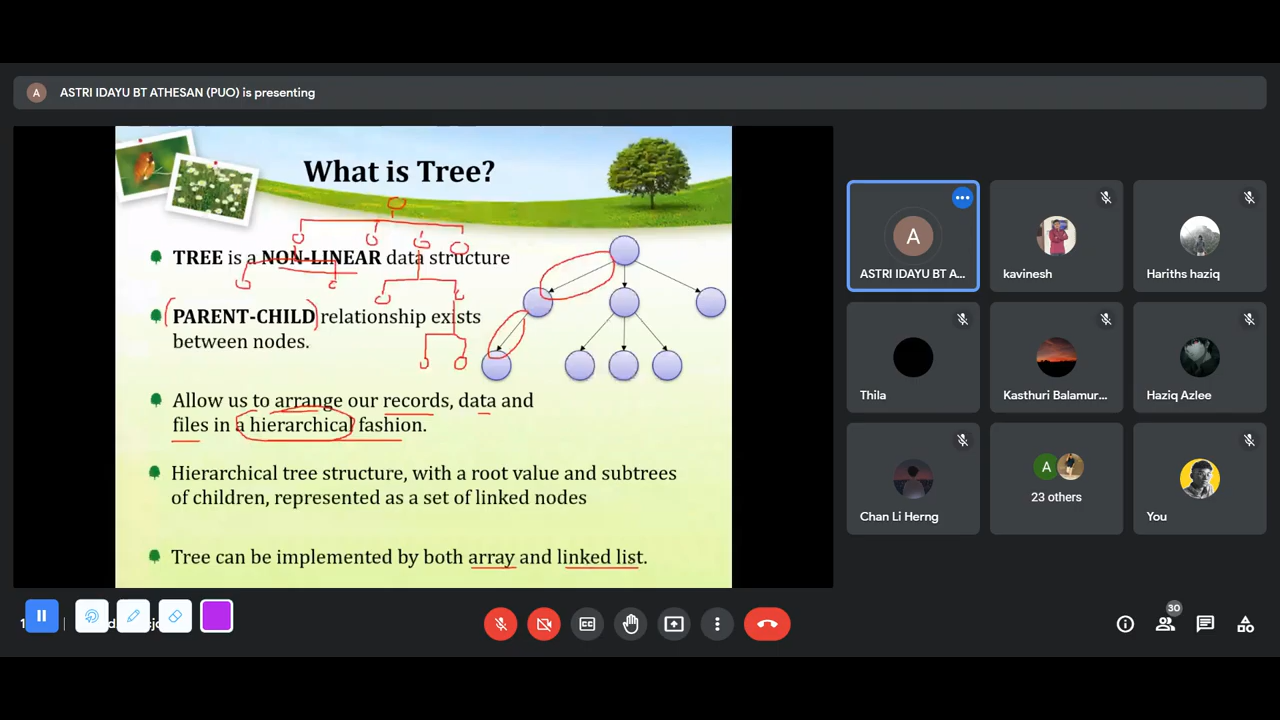 A ASTRI IDAYU BT ATHESAN (PUO) is presenting
What is Tree?
TREE is a NON-LINEAR data structure
PARENT-CHILD relationship exists
between nodes.
Allow us to arrange our records, data and
files in a hierarchical fashion.
Hierarchical tree structure, with a root value and subtrees
of children, represented as a set of linked nodes
Tree can be implemented by both array and linked list.
A
ASTRI IDAYU BT A...
kavinesh
Hariths haziq
Thila
Kasthuri Balamur...
Haziq Azlee
Chan Li Herng
A
23 others
You
30